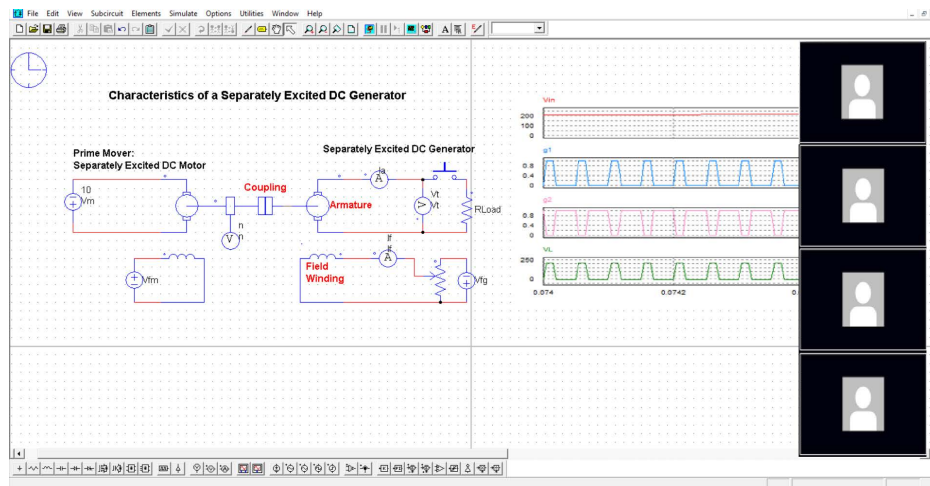 File Edit View Subcircuit Elements Simulate Options Utilities Window Help
Characteristics of a Separately Excited DC Generator
Prime Mover:
Separately Excited DC Motor
Separately Excited DC Generator
10
Vm
Coupling
n
V n
Ia
A
Armature
Vt
V Vt
RLoad
Vfm
If
If
A
Field
Winding
Vfg
Vin
200
100
0
g1
0.8
0.4
0
g2
0.8
0.4
0
VL
250
0
0.074
0.0742